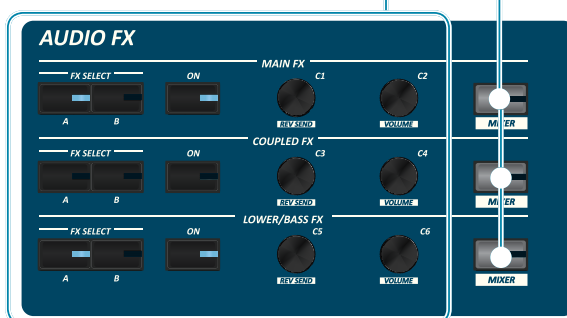 AUDIO FX
MAIN FX
FX SELECT ON C1 C2
A B REV SEND VOLUME MIXER
COUPLED FX
FX SELECT ON C3 C4
A B REV SEND VOLUME MIXER
LOWER/BASS FX
FX SELECT ON C5 C6
A B REV SEND VOLUME MIXER